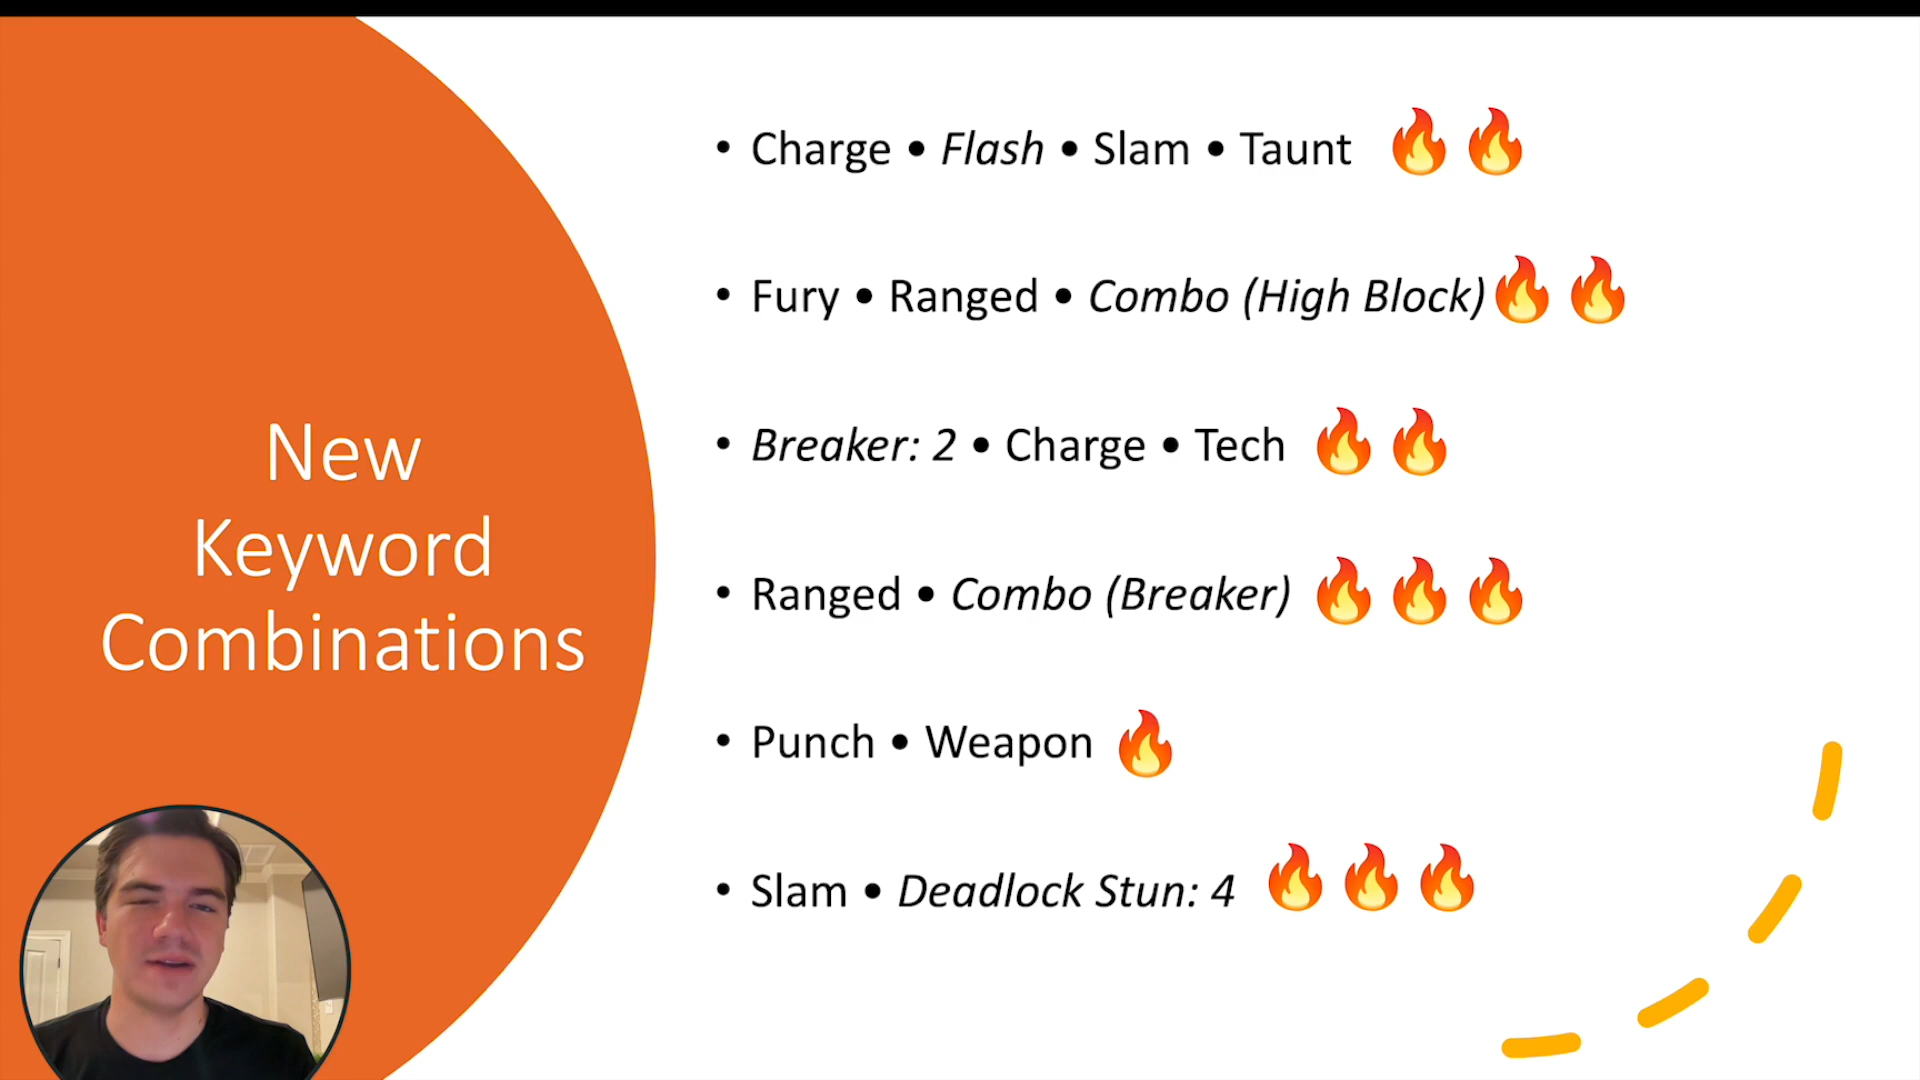 New
Keyword
Combinations
• Charge • Flash • Slam • Taunt 🔥 🔥
• Fury • Ranged • Combo (High Block) 🔥 🔥
• Breaker: 2 • Charge • Tech 🔥 🔥
• Ranged • Combo (Breaker) 🔥 🔥 🔥
• Punch • Weapon 🔥
• Slam • Deadlock Stun: 4 🔥 🔥 🔥